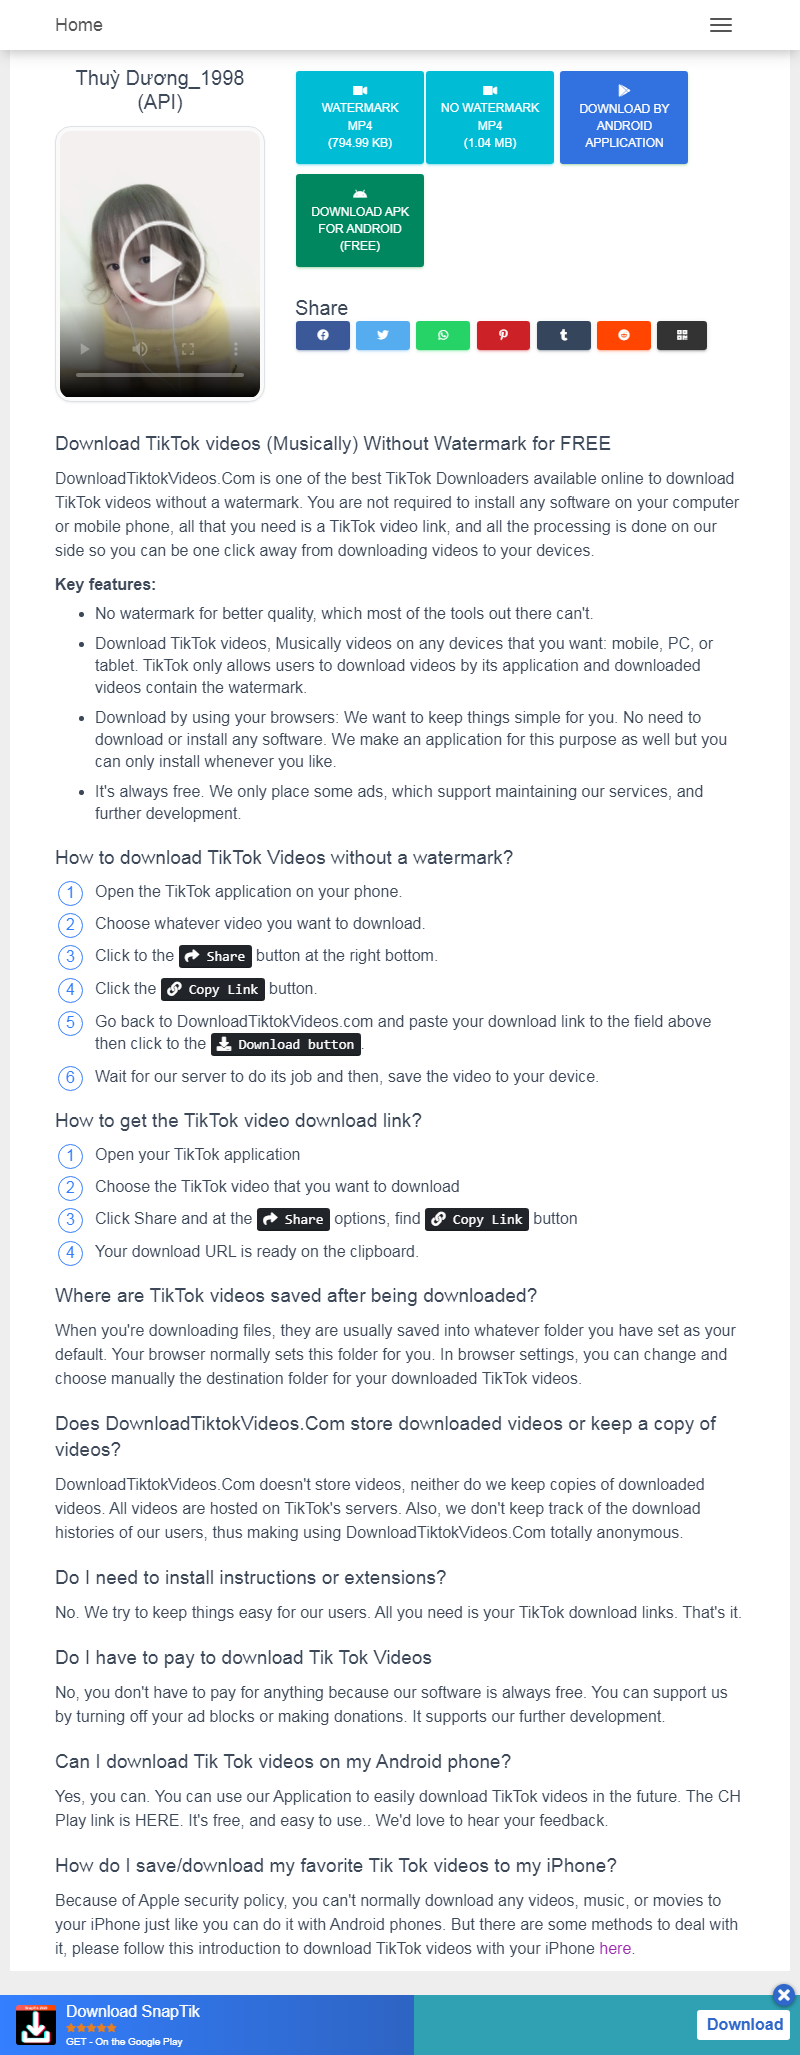 Home
Thuỳ Dương_1998
(API)
WATERMARK
MP4
(794.99 KB)
NO WATERMARK
MP4
(1.04 MB)
DOWNLOAD BY
ANDROID
APPLICATION
DOWNLOAD APK
FOR ANDROID
(FREE)
Share
Download TikTok videos (Musically) Without Watermark for FREE
DownloadTiktokVideos.Com is one of the best TikTok Downloaders available online to download
TikTok videos without a watermark. You are not required to install any software on your computer
or mobile phone, all that you need is a TikTok video link, and all the processing is done on our
side so you can be one click away from downloading videos to your devices.
Key features:
No watermark for better quality, which most of the tools out there can't.
Download TikTok videos, Musically videos on any devices that you want: mobile, PC, or
tablet. TikTok only allows users to download videos by its application and downloaded
videos contain the watermark.
Download by using your browsers: We want to keep things simple for you. No need to
download or install any software. We make an application for this purpose as well but you
can only install whenever you like.
It's always free. We only place some ads, which support maintaining our services, and
further development.
How to download TikTok Videos without a watermark?
1 Open the TikTok application on your phone.
2 Choose whatever video you want to download.
3 Click to the Share button at the right bottom.
4 Click the Copy Link button.
5 Go back to DownloadTiktokVideos.com and paste your download link to the field above
then click to the Download button.
6 Wait for our server to do its job and then, save the video to your device.
How to get the TikTok video download link?
1 Open your TikTok application
2 Choose the TikTok video that you want to download
3 Click Share and at the Share options, find Copy Link button
4 Your download URL is ready on the clipboard.
Where are TikTok videos saved after being downloaded?
When you're downloading files, they are usually saved into whatever folder you have set as your
default. Your browser normally sets this folder for you. In browser settings, you can change and
choose manually the destination folder for your downloaded TikTok videos.
Does DownloadTiktokVideos.Com store downloaded videos or keep a copy of
videos?
DownloadTiktokVideos.Com doesn't store videos, neither do we keep copies of downloaded
videos. All videos are hosted on TikTok's servers. Also, we don't keep track of the download
histories of our users, thus making using DownloadTiktokVideos.Com totally anonymous.
Do I need to install instructions or extensions?
No. We try to keep things easy for our users. All you need is your TikTok download links. That's it.
Do I have to pay to download Tik Tok Videos
No, you don't have to pay for anything because our software is always free. You can support us
by turning off your ad blocks or making donations. It supports our further development.
Can I download Tik Tok videos on my Android phone?
Yes, you can. You can use our Application to easily download TikTok videos in the future. The CH
Play link is HERE. It's free, and easy to use.. We'd love to hear your feedback.
How do I save/download my favorite Tik Tok videos to my iPhone?
Because of Apple security policy, you can't normally download any videos, music, or movies to
your iPhone just like you can do it with Android phones. But there are some methods to deal with
it, please follow this introduction to download TikTok videos with your iPhone here.
Download SnapTik
GET - On the Google Play
Download